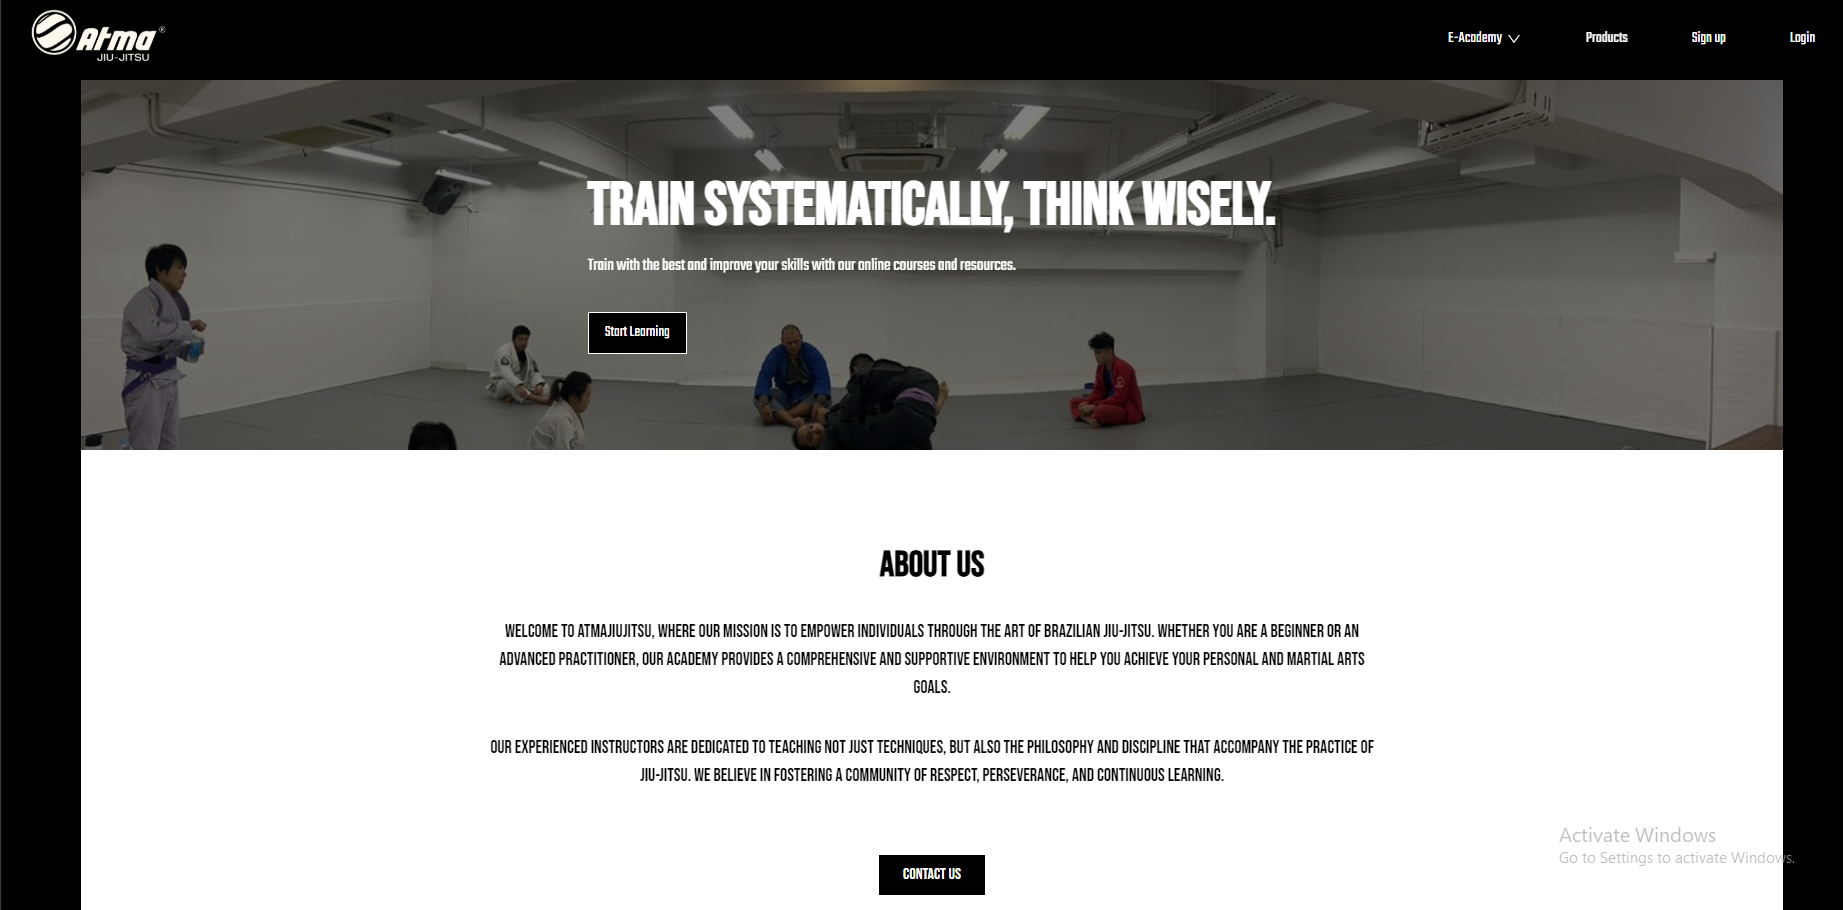 Atma®
JIU-JITSU
E-Academy
Products
Sign up
Login
TRAIN SYSTEMATICALLY, THINK WISELY.
Train with the best and improve your skills with our online courses and resources.
Start Learning
ABOUT US
WELCOME TO ATMAJIUJITSU, WHERE OUR MISSION IS TO EMPOWER INDIVIDUALS THROUGH THE ART OF BRAZILIAN JIU-JITSU. WHETHER YOU ARE A BEGINNER OR AN
ADVANCED PRACTITIONER, OUR ACADEMY PROVIDES A COMPREHENSIVE AND SUPPORTIVE ENVIRONMENT TO HELP YOU ACHIEVE YOUR PERSONAL AND MARTIAL ARTS
GOALS.
OUR EXPERIENCED INSTRUCTORS ARE DEDICATED TO TEACHING NOT JUST TECHNIQUES, BUT ALSO THE PHILOSOPHY AND DISCIPLINE THAT ACCOMPANY THE PRACTICE OF
JIU-JITSU. WE BELIEVE IN FOSTERING A COMMUNITY OF RESPECT, PERSEVERANCE, AND CONTINUOUS LEARNING.
Activate Windows
Go to Settings to activate Windows.
CONTACT US